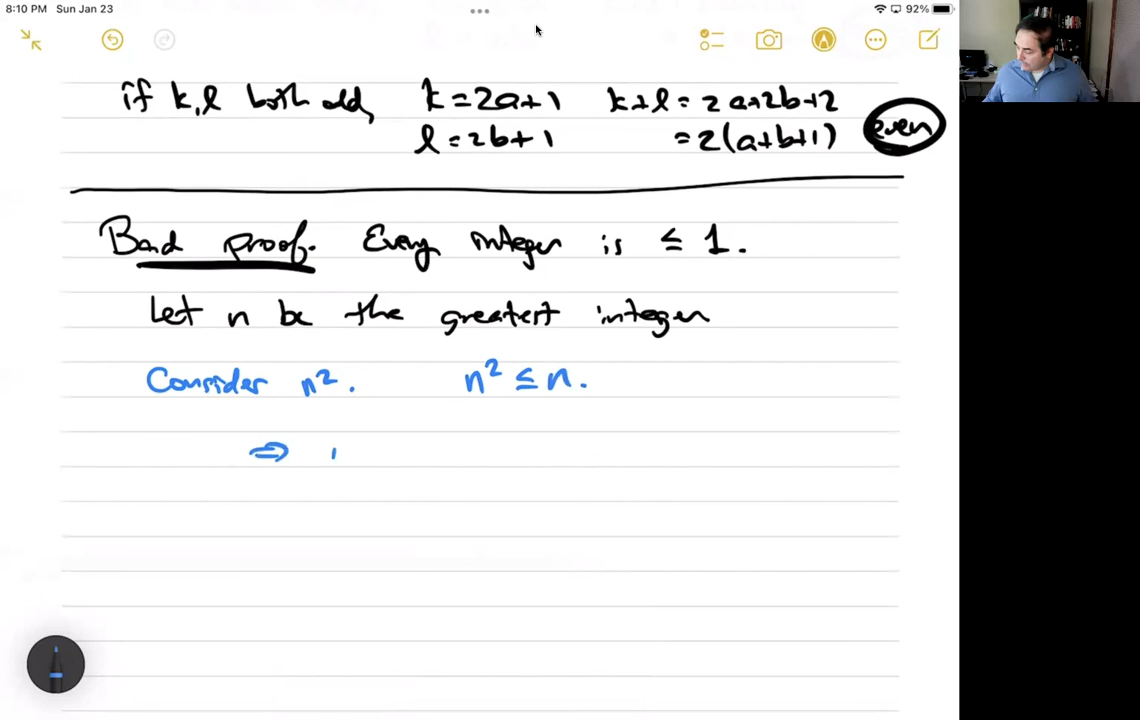 8:10 PM Sun Jan 23
92%
if k, l both odd, k = 2a+1 k+l = 2a+2b+2
l = 2b+1 = 2(a+b+1) even
Bad proof. Every integer is ≤ 1.
Let n be the greatest integer
Consider n². n² ≤ n.
⇒